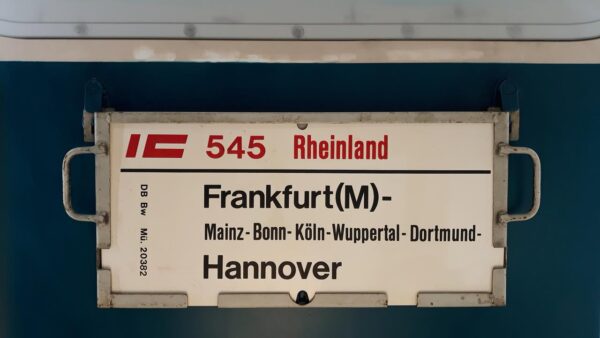 IC 545 Rheinland
Frankfurt(M)-
Mainz-Bonn-Köln-Wuppertal-Dortmund-
Hannover
DB Bw Mü. 20382